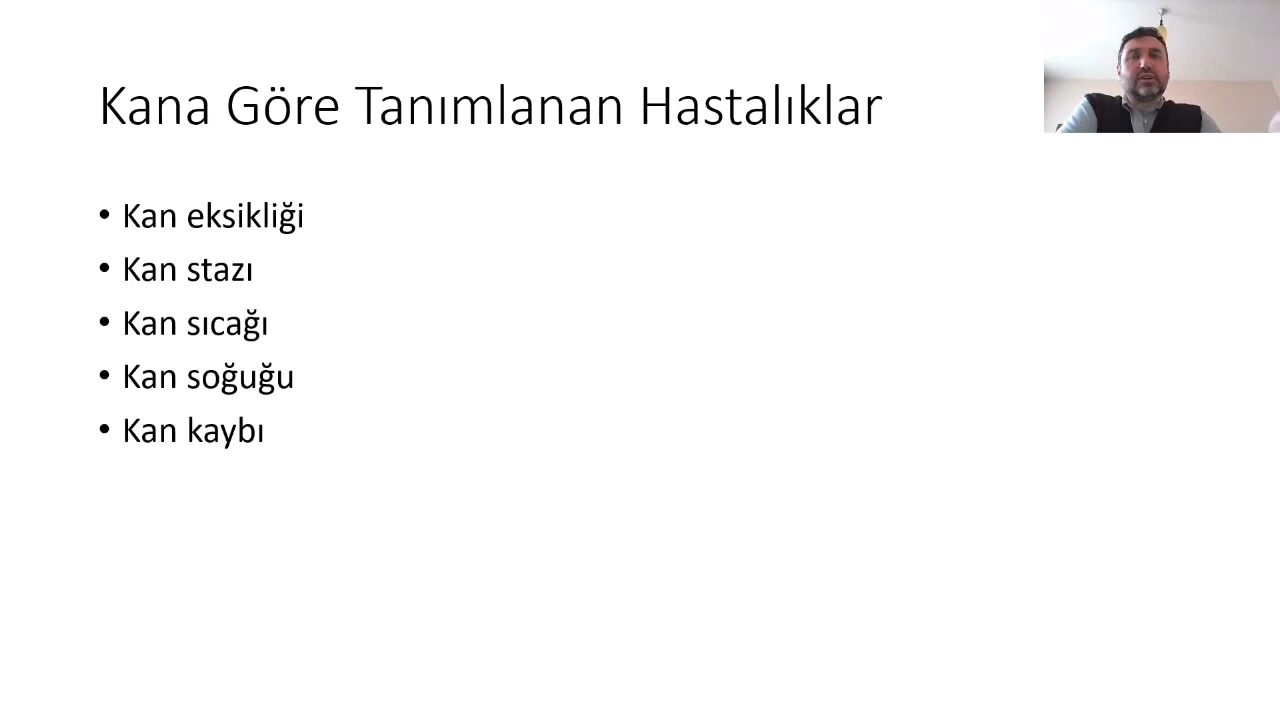 Kana Göre Tanımlanan Hastalıklar
• Kan eksikliği
• Kan stazı
• Kan sıcağı
• Kan soğuğu
• Kan kaybı